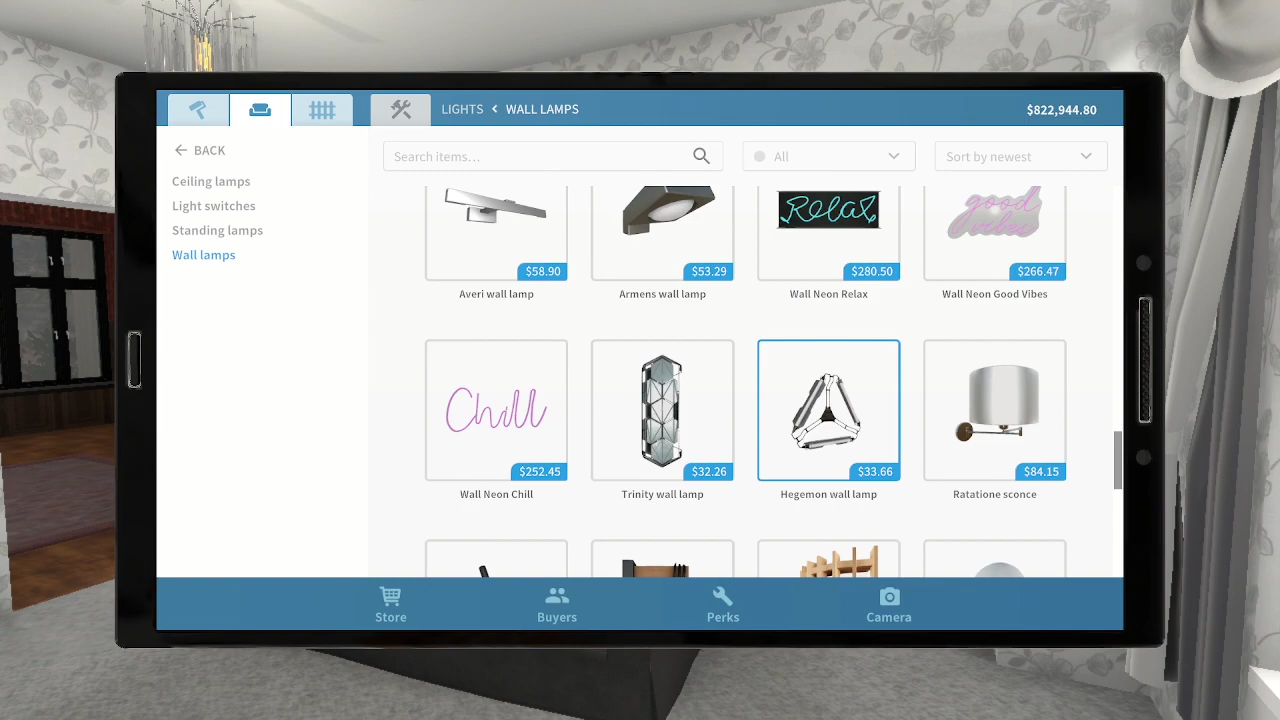 LIGHTS < WALL LAMPS
$822,944.80
BACK
Ceiling lamps
Light switches
Standing lamps
Wall lamps
Search items...
All
Sort by newest
Relax
good
vibes
$58.90
$53.29
$280.50
$266.47
Averi wall lamp
Armens wall lamp
Wall Neon Relax
Wall Neon Good Vibes
Chill
$252.45
$32.26
$33.66
$84.15
Wall Neon Chill
Trinity wall lamp
Hegemon wall lamp
Ratatione sconce
Store
Buyers
Perks
Camera